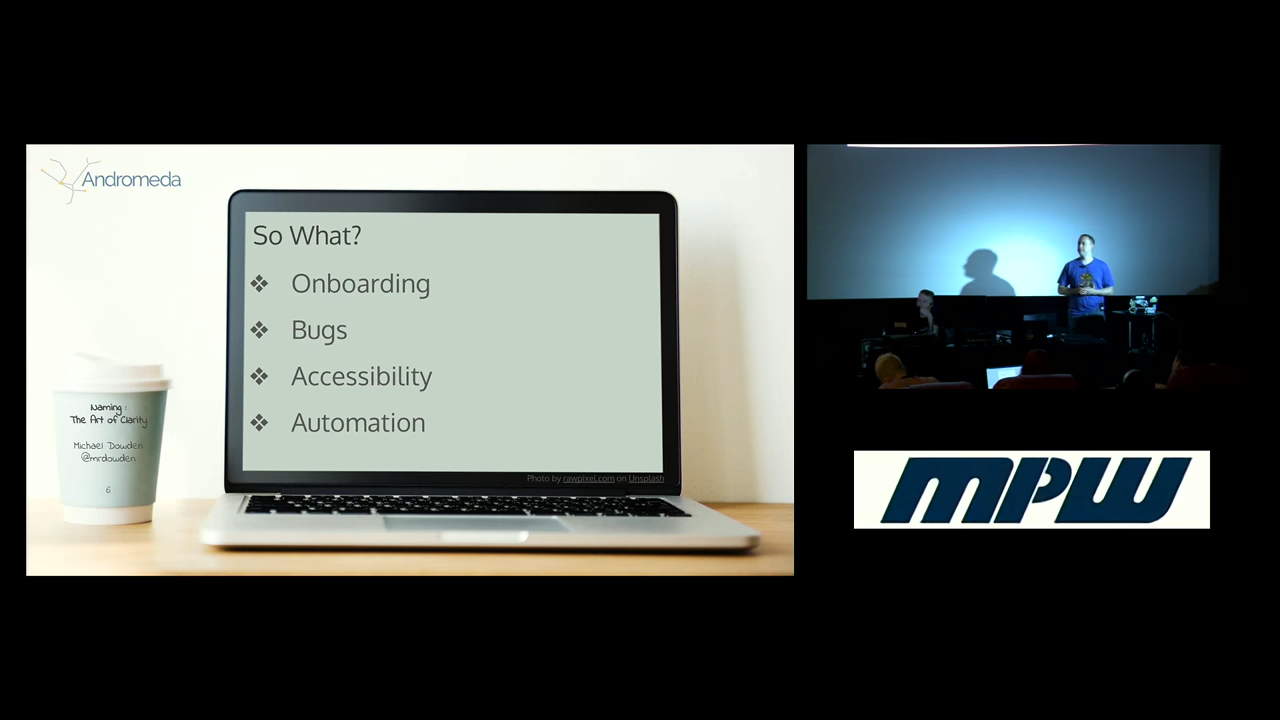 Andromeda
So What?
❖ Onboarding
❖ Bugs
❖ Accessibility
❖ Automation
Photo by rawpixel.com on Unsplash
Naming :
The Art of Clarity
Michael Dowden
@mrdowden
6
MPW